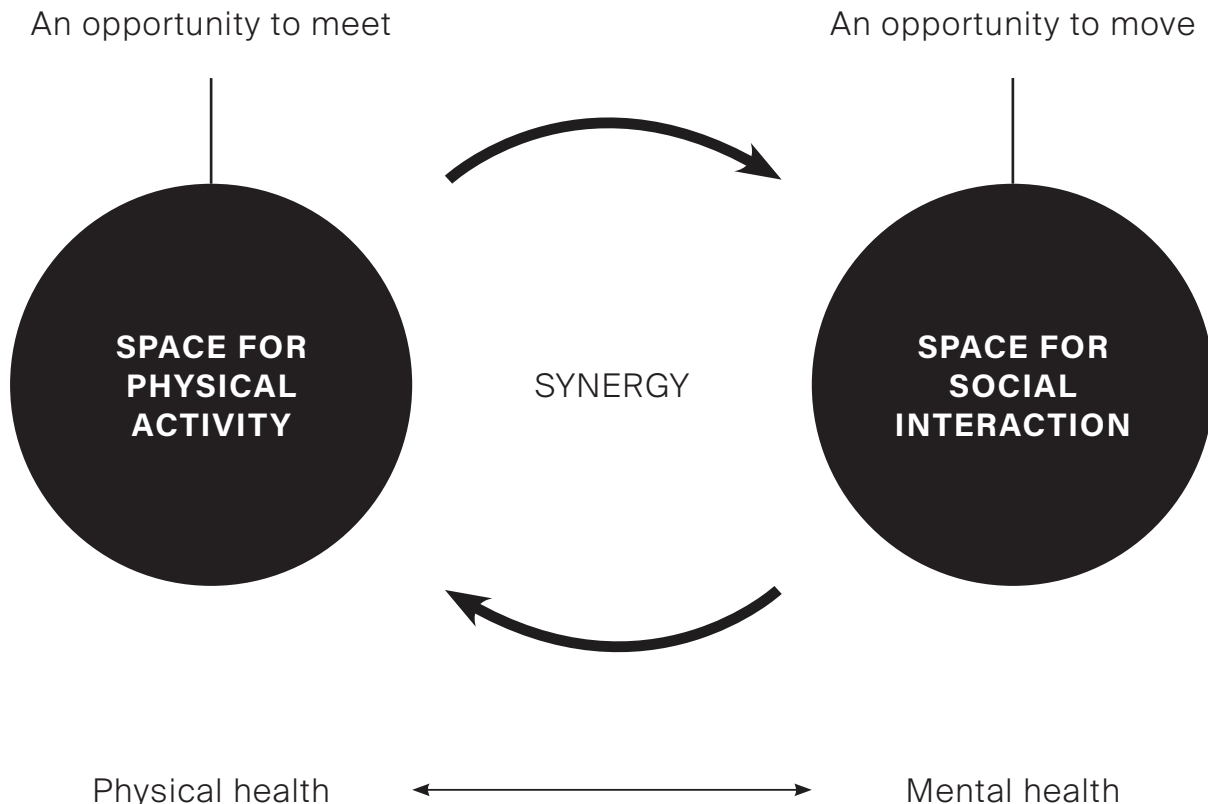 An opportunity to meet
An opportunity to move
SPACE FOR
PHYSICAL
ACTIVITY
SYNERGY
SPACE FOR
SOCIAL
INTERACTION
Physical health
Mental health